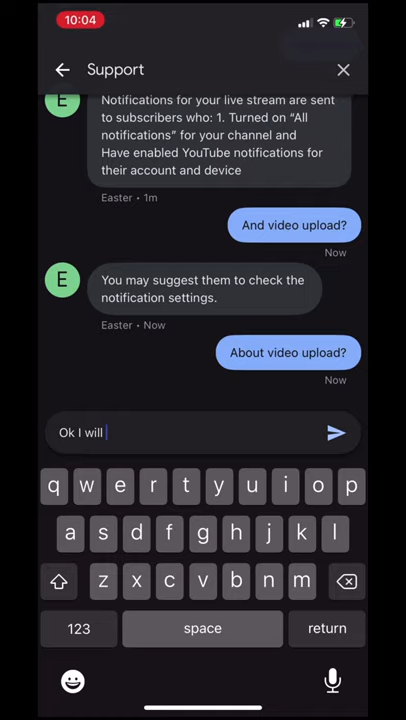 10:04
Support
E
Notifications for your live stream are sent
to subscribers who: 1. Turned on “All
notifications” for your channel and
Have enabled YouTube notifications for
their account and device
Easter • 1m
And video upload?
Now
E
You may suggest them to check the
notification settings.
Easter • Now
About video upload?
Now
Ok I will
q w e r t y u i o p
a s d f g h j k l
z x c v b n m
123 space return